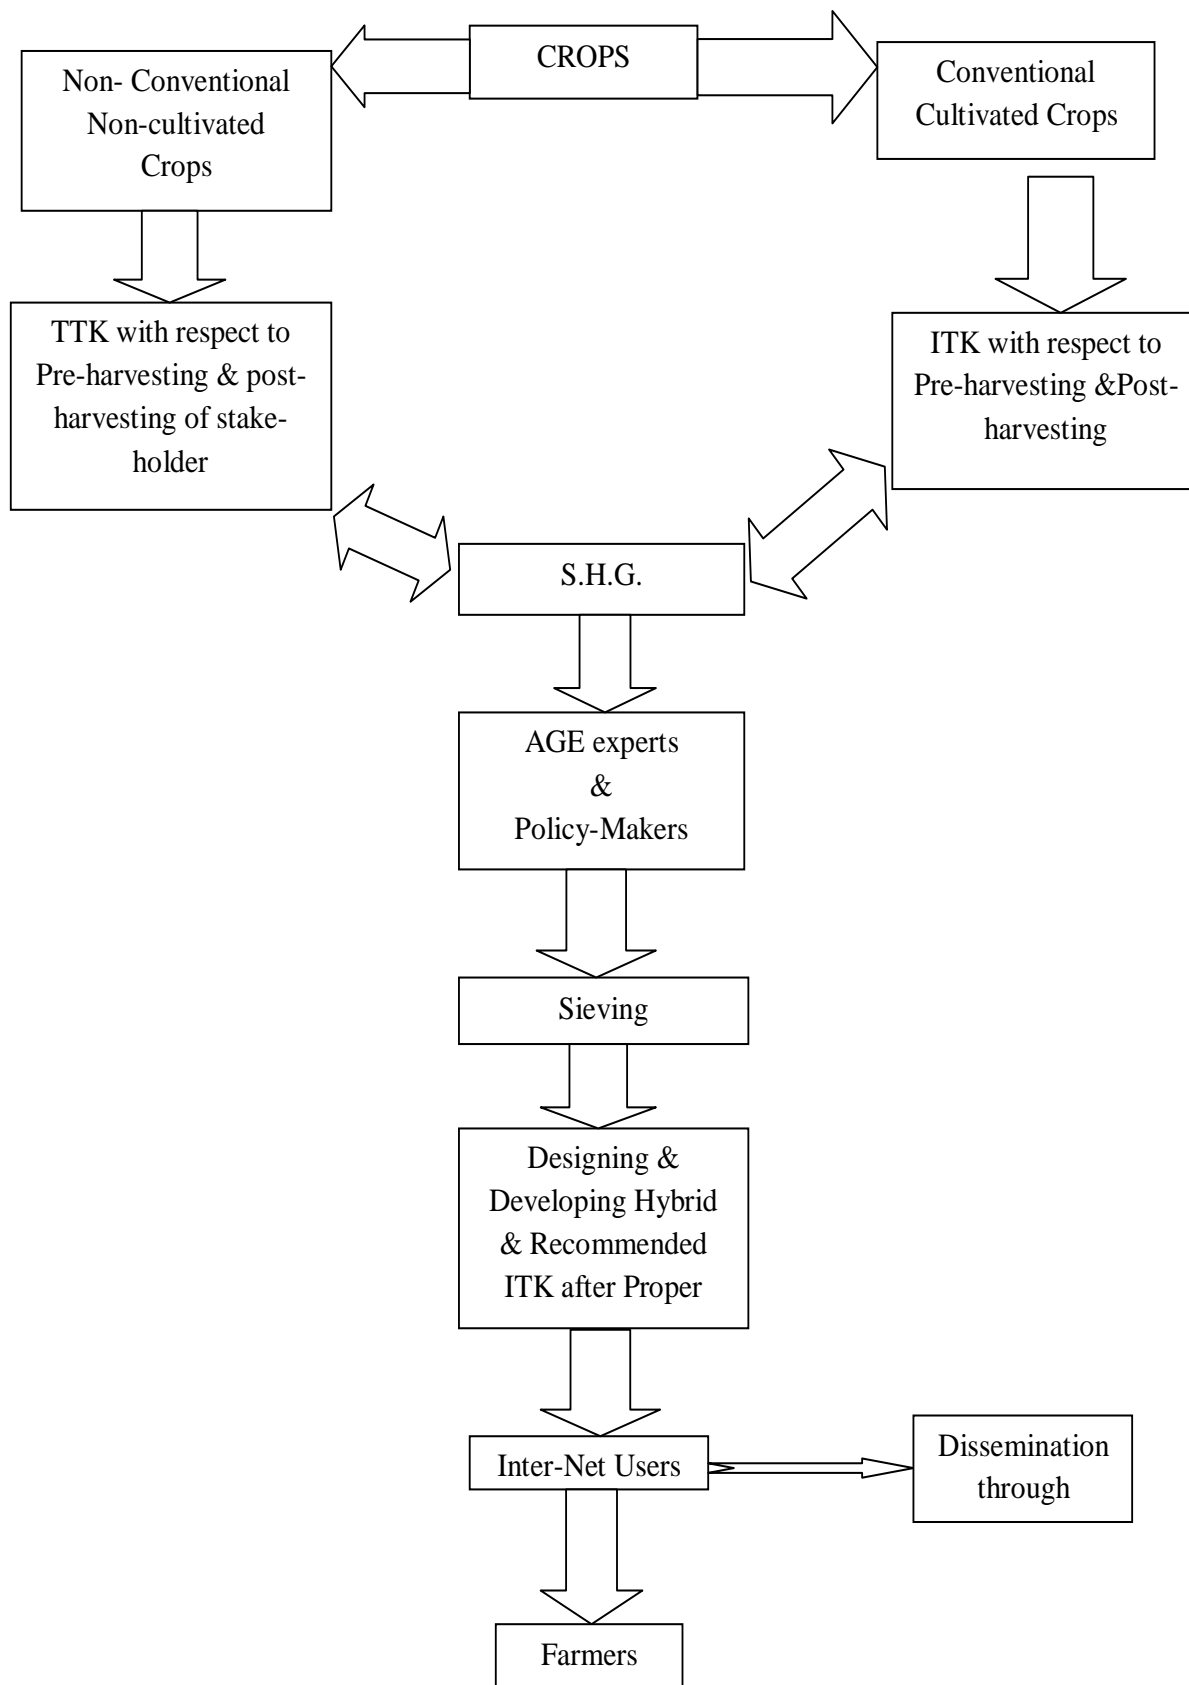 CROPS
Non- Conventional
Non-cultivated
Crops
Conventional
Cultivated Crops
TTK with respect to
Pre-harvesting & post-
harvesting of stake-
holder
ITK with respect to
Pre-harvesting &Post-
harvesting
S.H.G.
AGE experts
&
Policy-Makers
Sieving
Designing &
Developing Hybrid
& Recommended
ITK after Proper
Inter-Net Users
Dissemination
through
Farmers